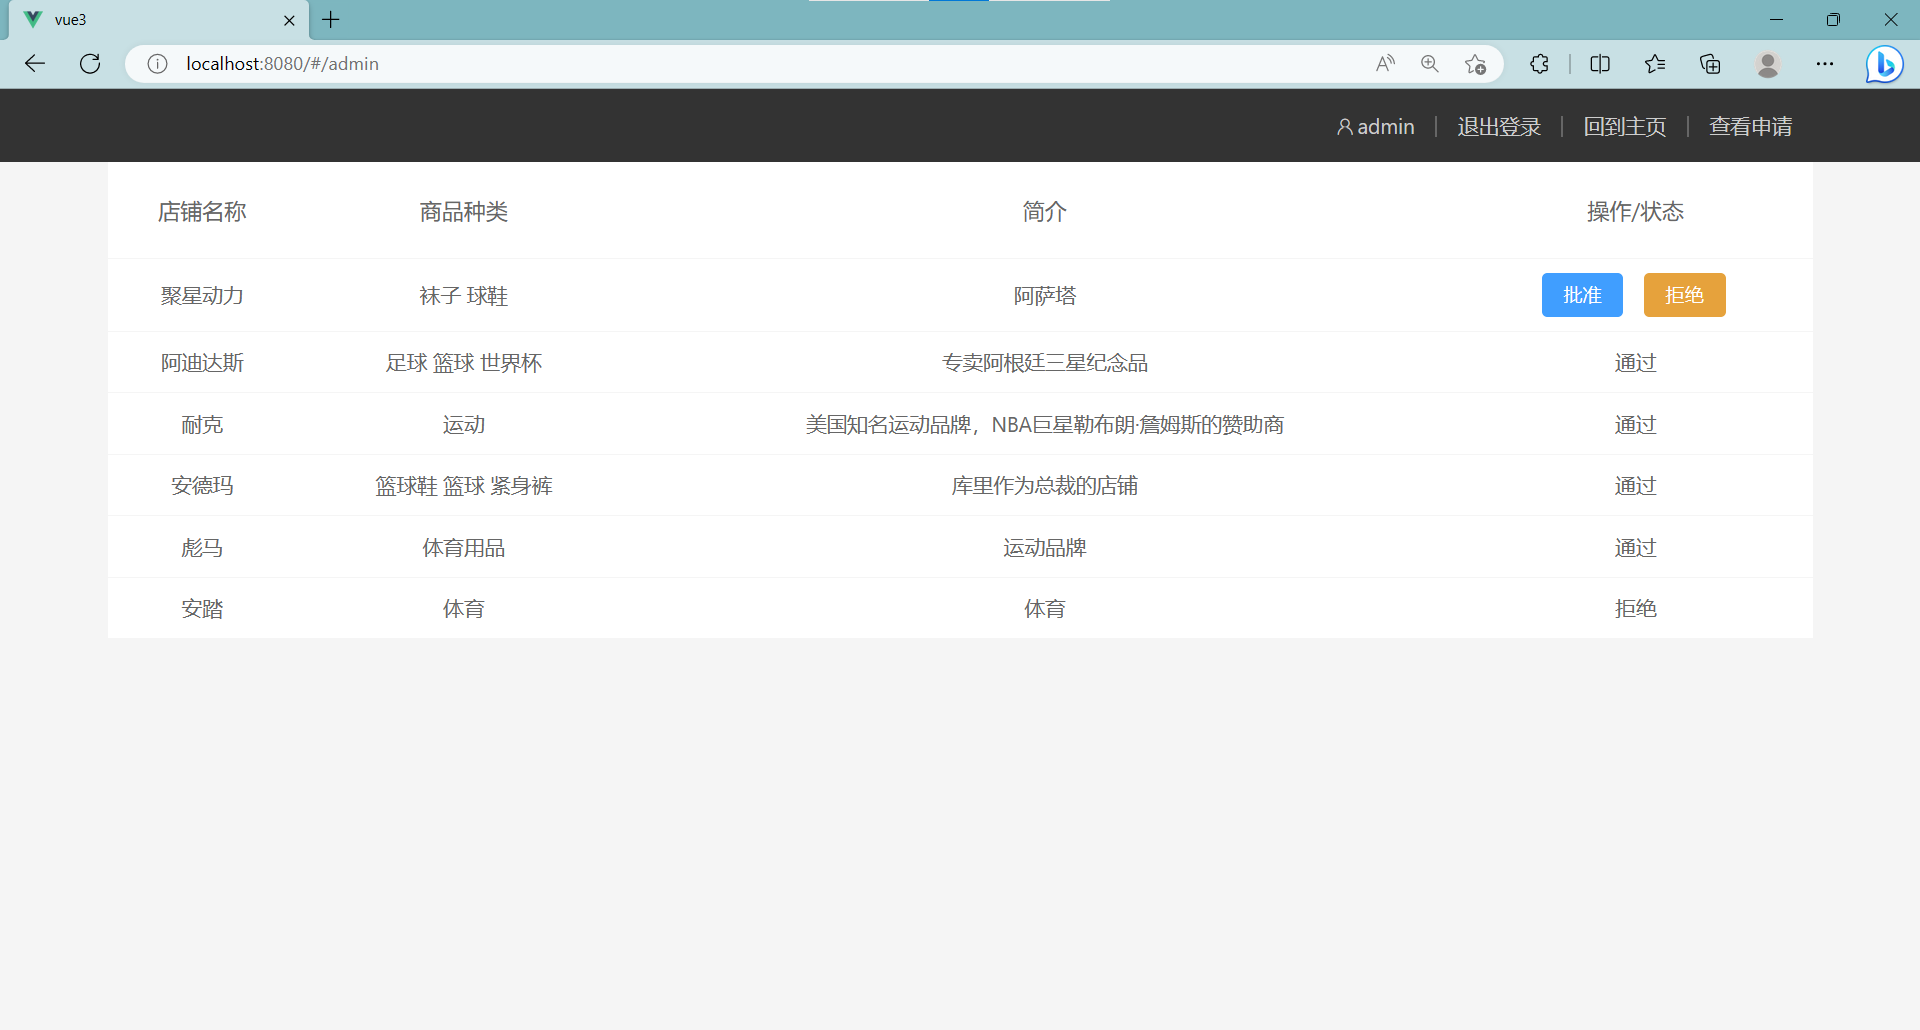 vue3
localhost:8080/#/admin
admin 退出登录 回到主页 查看申请
店铺名称 商品种类 简介 操作/状态
聚星动力 袜子 球鞋 阿萨塔 批准 拒绝
阿迪达斯 足球 篮球 世界杯 专卖阿根廷三星纪念品 通过
耐克 运动 美国知名运动品牌，NBA巨星勒布朗·詹姆斯的赞助商 通过
安德玛 篮球鞋 篮球 紧身裤 库里作为总裁的店铺 通过
彪马 体育用品 运动品牌 通过
安踏 体育 体育 拒绝